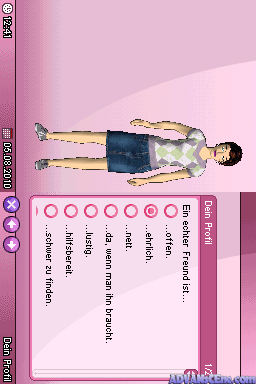 12:41
05.08.2010
Dein Profil
Dein Profil
1/2
Ein echter Freund ist...
...offen.
...ehrlich.
...nett.
...da, wenn man ihn braucht.
...lustig.
...hilfsbereit.
...schwer zu finden.
ADVANSCENE.COM